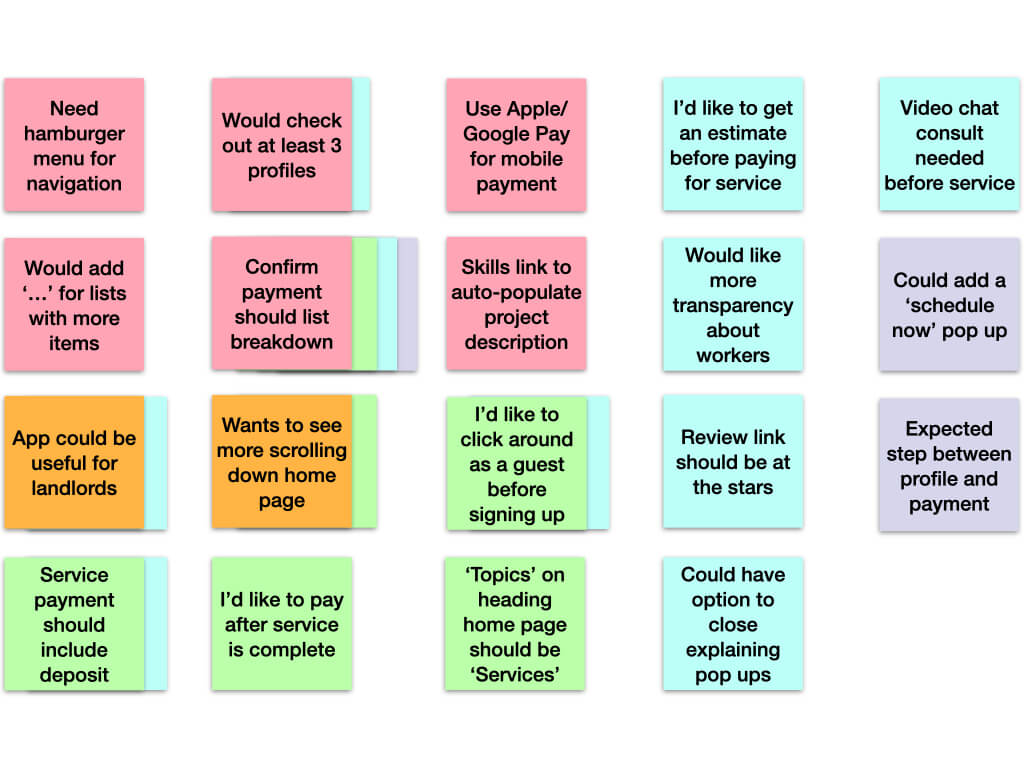 Need
hamburger
menu for
navigation
Would check
out at least 3
profiles
Use Apple/
Google Pay
for mobile
payment
I’d like to get
an estimate
before paying
for service
Video chat
consult
needed
before service
Would add
‘…’ for lists
with more
items
Confirm
payment
should list
breakdown
Skills link to
auto-populate
project
description
Would like
more
transparency
about
workers
Could add a
‘schedule
now’ pop up
App could be
useful for
landlords
Wants to see
more scrolling
down home
page
I’d like to
click around
as a guest
before
signing up
Review link
should be at
the stars
Expected
step between
profile and
payment
Service
payment
should
include
deposit
I’d like to pay
after service
is complete
‘Topics’ on
heading
home page
should be
‘Services’
Could have
option to
close
explaining
pop ups